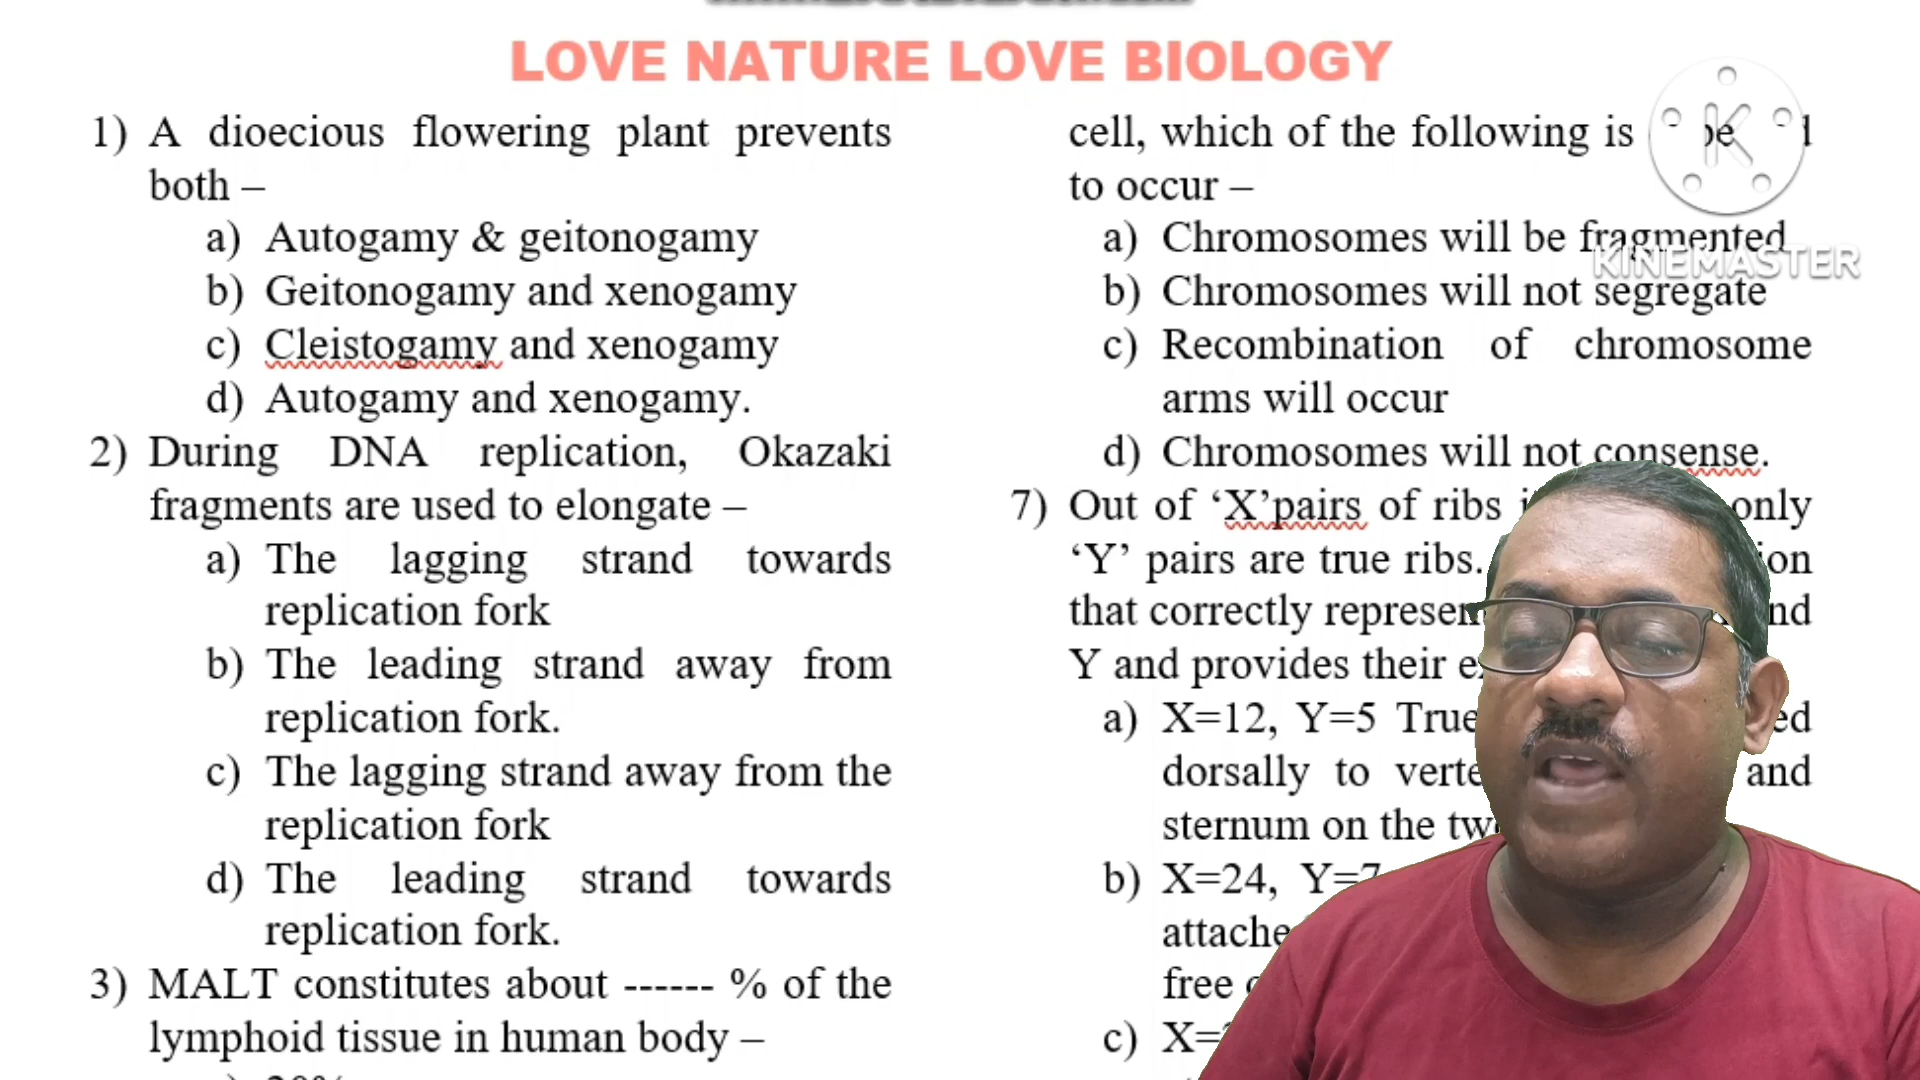 LOVE NATURE LOVE BIOLOGY
1) A dioecious flowering plant prevents
both –
a) Autogamy & geitonogamy
b) Geitonogamy and xenogamy
c) Cleistogamy and xenogamy
d) Autogamy and xenogamy.
2) During DNA replication, Okazaki
fragments are used to elongate –
a) The lagging strand towards
replication fork
b) The leading strand away from
replication fork.
c) The lagging strand away from the
replication fork
d) The leading strand towards
replication fork.
3) MALT constitutes about ------ % of the
lymphoid tissue in human body –
cell, which of the following is
to occur –
a) Chromosomes will be fragmented
b) Chromosomes will not segregate
c) Recombination of chromosome
arms will occur
d) Chromosomes will not consense.
7) Out of ‘X’pairs of ribs only
‘Y’ pairs are true ribs.
that correctly
Y and provides their
a) X=12, Y=5 True
dorsally to and
sternum on the
b) X=24,
free
c)
K
KINEMASTER